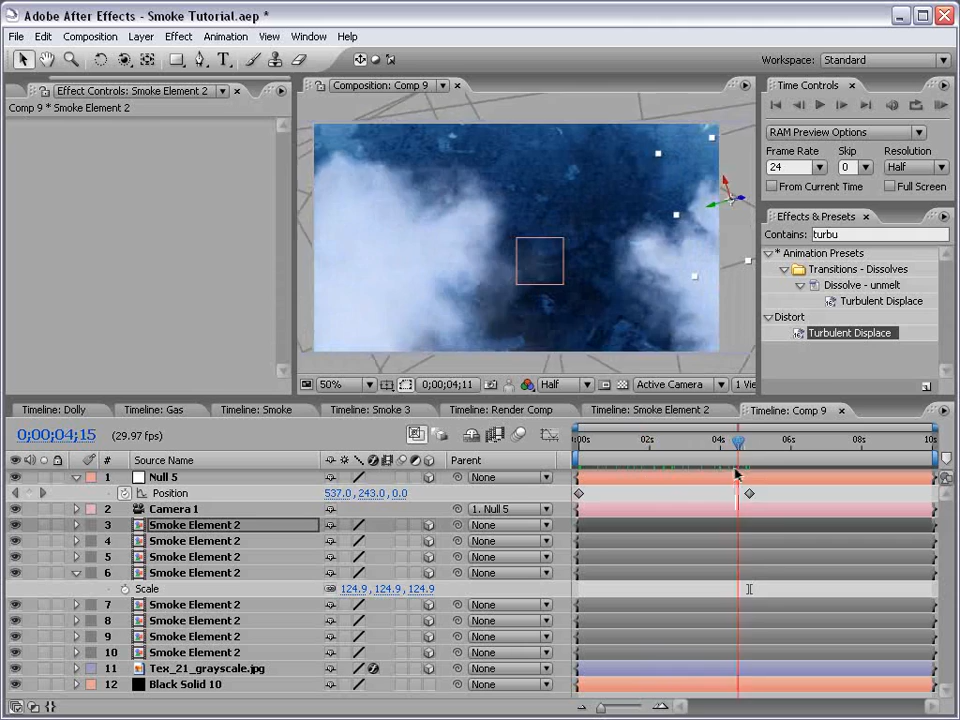 Adobe After Effects - Smoke Tutorial.aep *
File Edit Composition Layer Effect Animation View Window Help
Workspace: Standard
Effect Controls: Smoke Element 2
Comp 9 * Smoke Element 2
Composition: Comp 9
Time Controls
RAM Preview Options
Frame Rate Skip Resolution
24 0 Half
From Current Time Full Screen
Effects & Presets
Contains: turbu
* Animation Presets
Transitions - Dissolves
Dissolve - unmelt
Turbulent Displace
Distort
Turbulent Displace
50% 0;00;04;11 Half Active Camera 1 Vie
Timeline: Dolly Timeline: Gas Timeline: Smoke Timeline: Smoke 3 Timeline: Render Comp Timeline: Smoke Element 2 Timeline: Comp 9
0;00;04;15 (29.97 fps)
:00s 02s 04s 06s 08s 10s
# Source Name Parent
1 Null 5
Position 537.0, 243.0, 0.0
2 Camera 1 1. Null 5
3 Smoke Element 2 None
4 Smoke Element 2 None
5 Smoke Element 2 None
6 Smoke Element 2 None
Scale 124.9, 124.9, 124.9
7 Smoke Element 2 None
8 Smoke Element 2 None
9 Smoke Element 2 None
10 Smoke Element 2 None
11 Tex_21_grayscale.jpg None
12 Black Solid 10 None